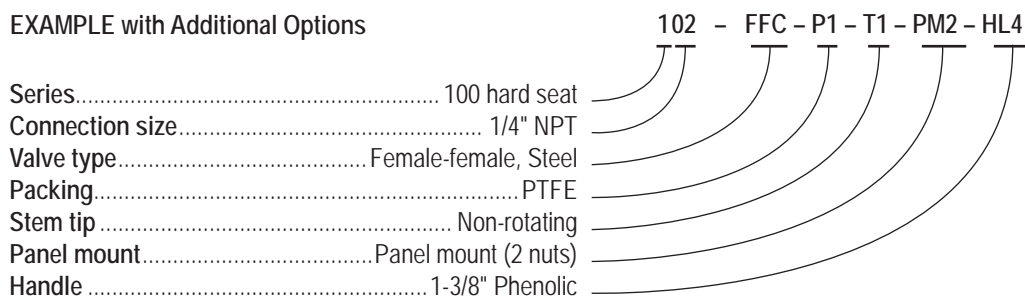 EXAMPLE with Additional Options 102 – FFC – P1 – T1 – PM2 – HL4
Series.................................................................... 100 hard seat
Connection size......................................................... 1/4" NPT
Valve type............................................... Female-female, Steel
Packing................................................................................PTFE
Stem tip .................................................................. Non-rotating
Panel mount...........................................Panel mount (2 nuts)
Handle ................................................................1-3/8" Phenolic